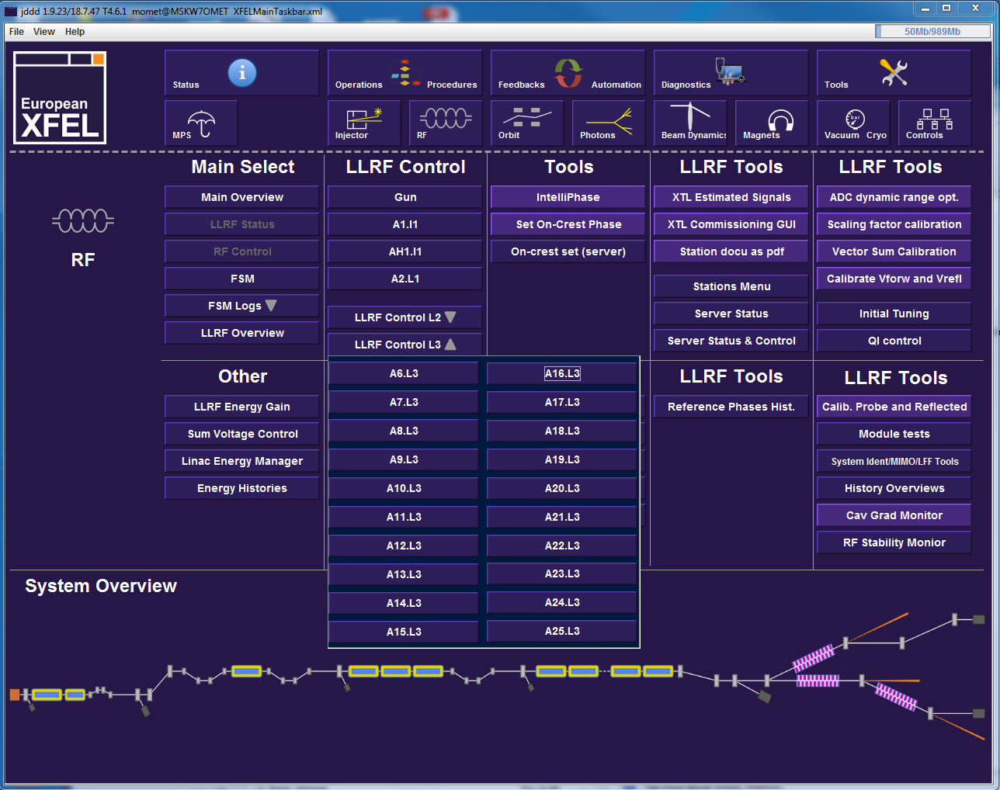 jddd 1.9.23/18.7.47 T4.6.1 momet@MSKW7OMET XFELMainTaskbar.xml
File View Help
50Mb/989Mb
European
XFEL
Status
i
Operations Procedures
Feedbacks Automation
Diagnostics
Tools
MPS
Injector
RF
Orbit
Photons
Beam Dynamics
Magnets
bar
Vacuum Cryo
Controls
RF
Main Select
Main Overview
LLRF Status
RF Control
FSM
FSM Logs
LLRF Overview
LLRF Control
Gun
A1.I1
AH1.I1
A2.L1
LLRF Control L2
LLRF Control L3
Tools
IntelliPhase
Set On-Crest Phase
On-crest set (server)
LLRF Tools
XTL Estimated Signals
XTL Commissioning GUI
Station docu as pdf
Stations Menu
Server Status
Server Status & Control
LLRF Tools
ADC dynamic range opt.
Scaling factor calibration
Vector Sum Calibration
Calibrate Vforw and Vrefl
Initial Tuning
Ql control
Other
LLRF Energy Gain
Sum Voltage Control
Linac Energy Manager
Energy Histories
A6.L3
A7.L3
A8.L3
A9.L3
A10.L3
A11.L3
A12.L3
A13.L3
A14.L3
A15.L3
A16.L3
A17.L3
A18.L3
A19.L3
A20.L3
A21.L3
A22.L3
A23.L3
A24.L3
A25.L3
LLRF Tools
Reference Phases Hist.
LLRF Tools
Calib. Probe and Reflected
Module tests
System Ident/MIMO/LFF Tools
History Overviews
Cav Grad Monitor
RF Stability Monior
System Overview